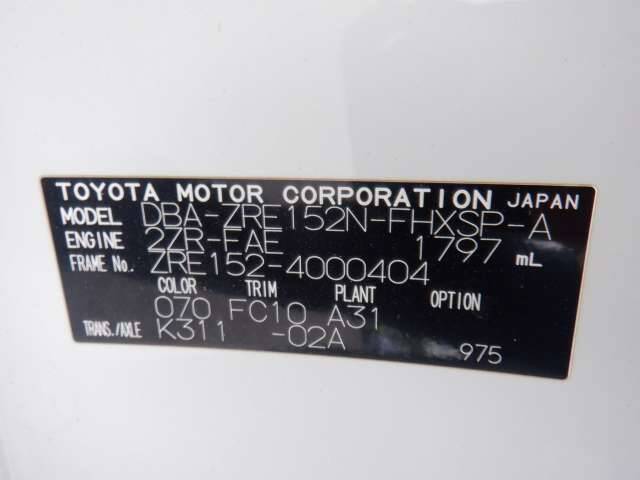 TOYOTA MOTOR CORPORATION JAPAN
MODEL DBA-ZRE152N-FHXSP-A
ENGINE 2ZR-FAE 1797 mL
FRAME No. ZRE152-4000404
COLOR TRIM PLANT OPTION
070 FC10 A31
TRANS./AXLE K311 -02A
975